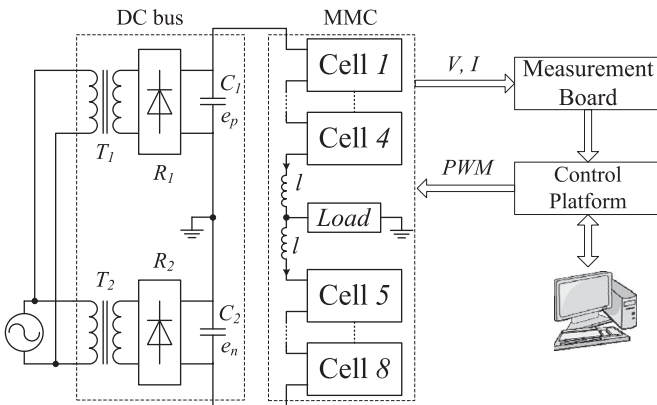 DC bus
MMC
C1
ep
T1
R1
Cell 1
Cell 4
V, I
Measurement
Board
PWM
Control
Platform
l
Load
l
T2
R2
C2
en
Cell 5
Cell 8